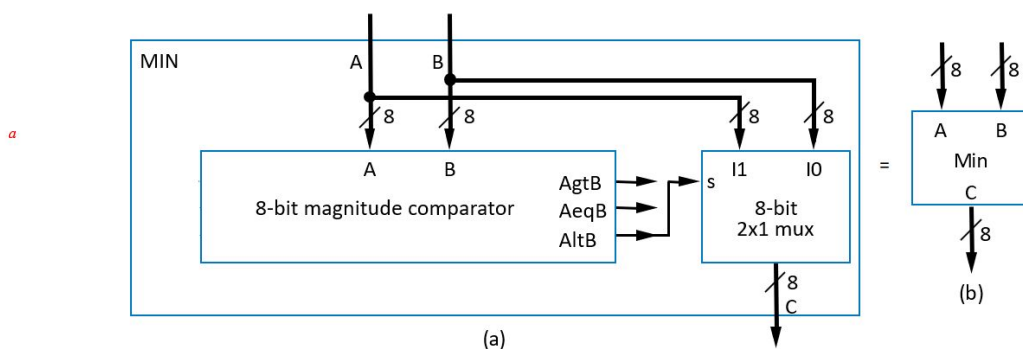 MIN
A
B
8
8
8
8
8
8
a
A
B
I1
I0
A
B
AgtB
s
=
Min
8-bit magnitude comparator
AeqB
8-bit
2x1 mux
C
AltB
8
8
C
(b)
(a)